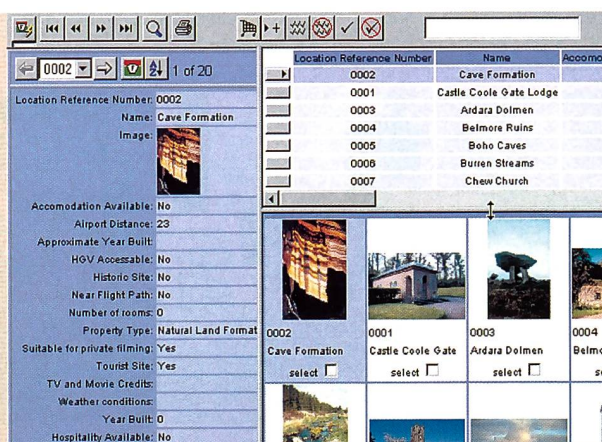 0002
1 of 20
Location Reference Number: 0002
Name: Cave Formation
Image:
Accomodation Available: No
Airport Distance: 23
Approximate Year Built:
HGV Accessable: No
Historic Site: No
Near Flight Path: No
Number of rooms: 0
Property Type: Natural Land Format
Suitable for private filming: Yes
Tourist Site: Yes
TV and Movie Credits:
Weather conditions:
Year Built: 0
Hospitality Available: No
Location Reference Number Name Accomo
0002 Cave Formation
0001 Castle Coole Gate Lodge
0003 Ardara Dolmen
0004 Belmore Ruins
0005 Boho Caves
0006 Burren Streams
0007 Chew Church
0002 0001 0003 0004
Cave Formation Castle Coole Gate Ardara Dolmen Belmo
select select select se